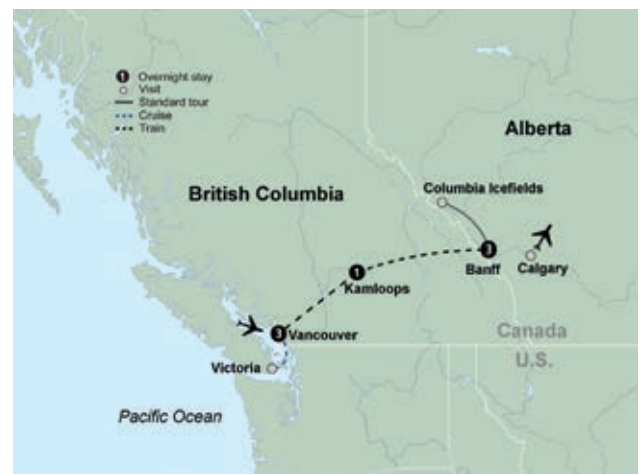 1 Overnight stay
Visit
Standard tour
Cruise
Train
Alberta
British Columbia
Columbia Icefields
3
Banff
Calgary
1
Kamloops
3 Vancouver
Canada
U.S.
Victoria
Pacific Ocean